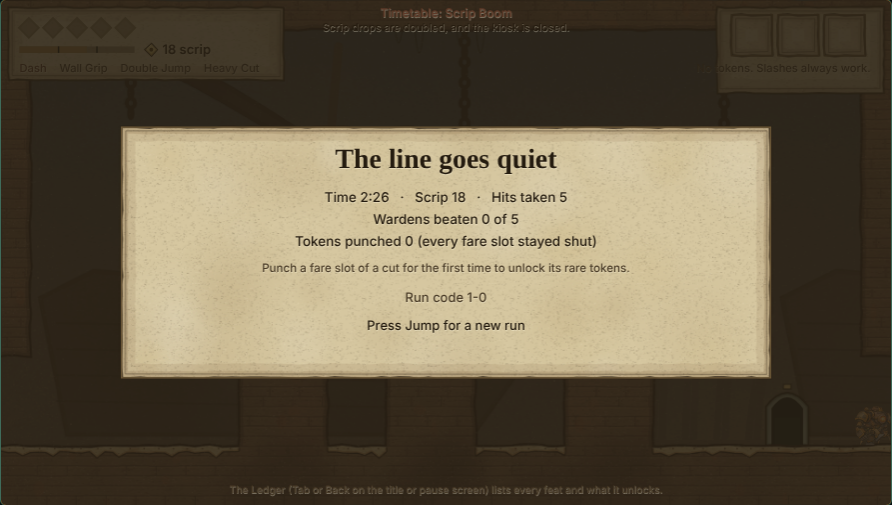 Timetable: Scrip Boom
Scrip drops are doubled, and the kiosk is closed.
18 scrip
Dash Wall Grip Double Jump Heavy Cut
okens. Slashes always work.
The line goes quiet
Time 2:26 · Scrip 18 · Hits taken 5
Wardens beaten 0 of 5
Tokens punched 0 (every fare slot stayed shut)
Punch a fare slot of a cut for the first time to unlock its rare tokens.
Run code 1-0
Press Jump for a new run
The Ledger (Tab or Back on the title or pause screen) lists every feat and what it unlocks.